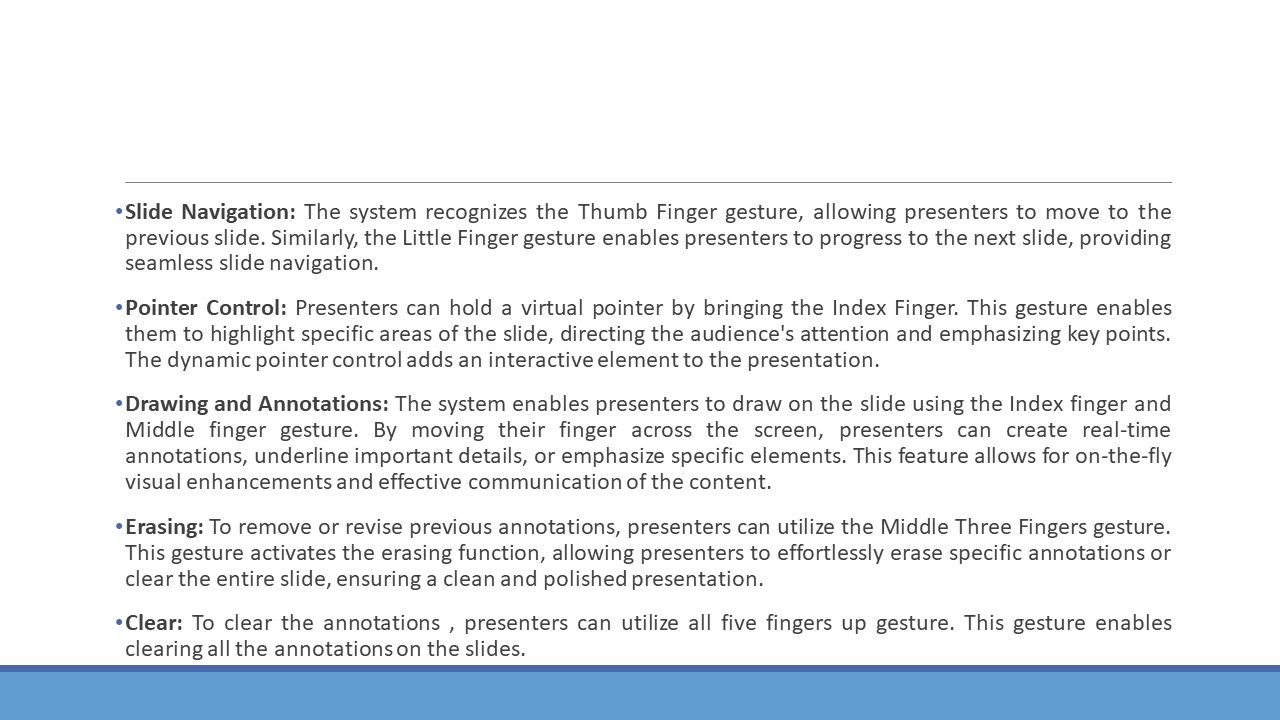 •Slide Navigation: The system recognizes the Thumb Finger gesture, allowing presenters to move to the
previous slide. Similarly, the Little Finger gesture enables presenters to progress to the next slide, providing
seamless slide navigation.
•Pointer Control: Presenters can hold a virtual pointer by bringing the Index Finger. This gesture enables
them to highlight specific areas of the slide, directing the audience's attention and emphasizing key points.
The dynamic pointer control adds an interactive element to the presentation.
•Drawing and Annotations: The system enables presenters to draw on the slide using the Index finger and
Middle finger gesture. By moving their finger across the screen, presenters can create real-time
annotations, underline important details, or emphasize specific elements. This feature allows for on-the-fly
visual enhancements and effective communication of the content.
•Erasing: To remove or revise previous annotations, presenters can utilize the Middle Three Fingers gesture.
This gesture activates the erasing function, allowing presenters to effortlessly erase specific annotations or
clear the entire slide, ensuring a clean and polished presentation.
•Clear: To clear the annotations , presenters can utilize all five fingers up gesture. This gesture enables
clearing all the annotations on the slides.